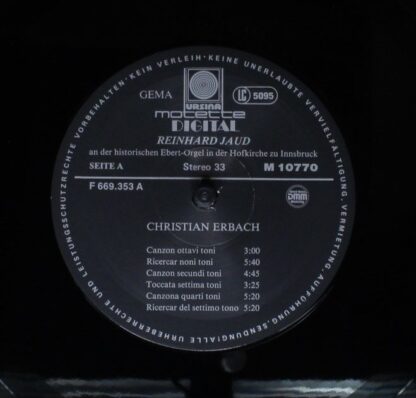 URHEBERRECHTE UND LEISTUNGSSCHUTZRECHTE VORBEHALTEN·KEIN VERLEIH·KEINE UNERLAUBTE VERVIELFÄLTIGUNG, VERMIETUNG, AUFFÜHRUNG, SENDUNG!ALLE
GEMA
URSINA
motette
DIGITAL
LC 5095
REINHARD JAUD
an der historischen Ebert-Orgel in der Hofkirche zu Innsbruck
SEITE A Stereo 33 M 10770
F 669.353 A
DMM
CHRISTIAN ERBACH
Canzon ottavi toni 3:00
Ricercar noni toni 5:40
Canzon secundi toni 4:45
Toccata settima toni 3:25
Canzona quarti toni 5:20
Ricercar del settimo tono 5:20